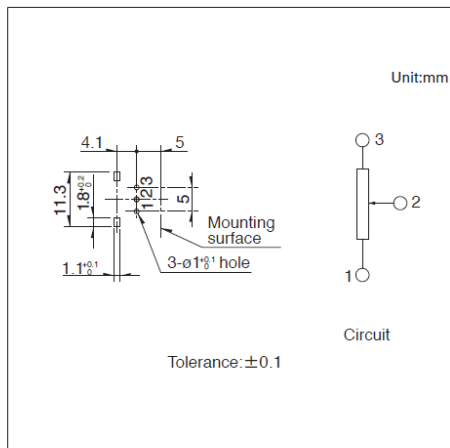 Unit:mm
4.1
5
3
3
2
1
11.3
1.8+0.2 0
5
2
Mounting
surface
1.1+0.1 0
3-ø1+0.1 0 hole
1
Circuit
Tolerance:±0.1